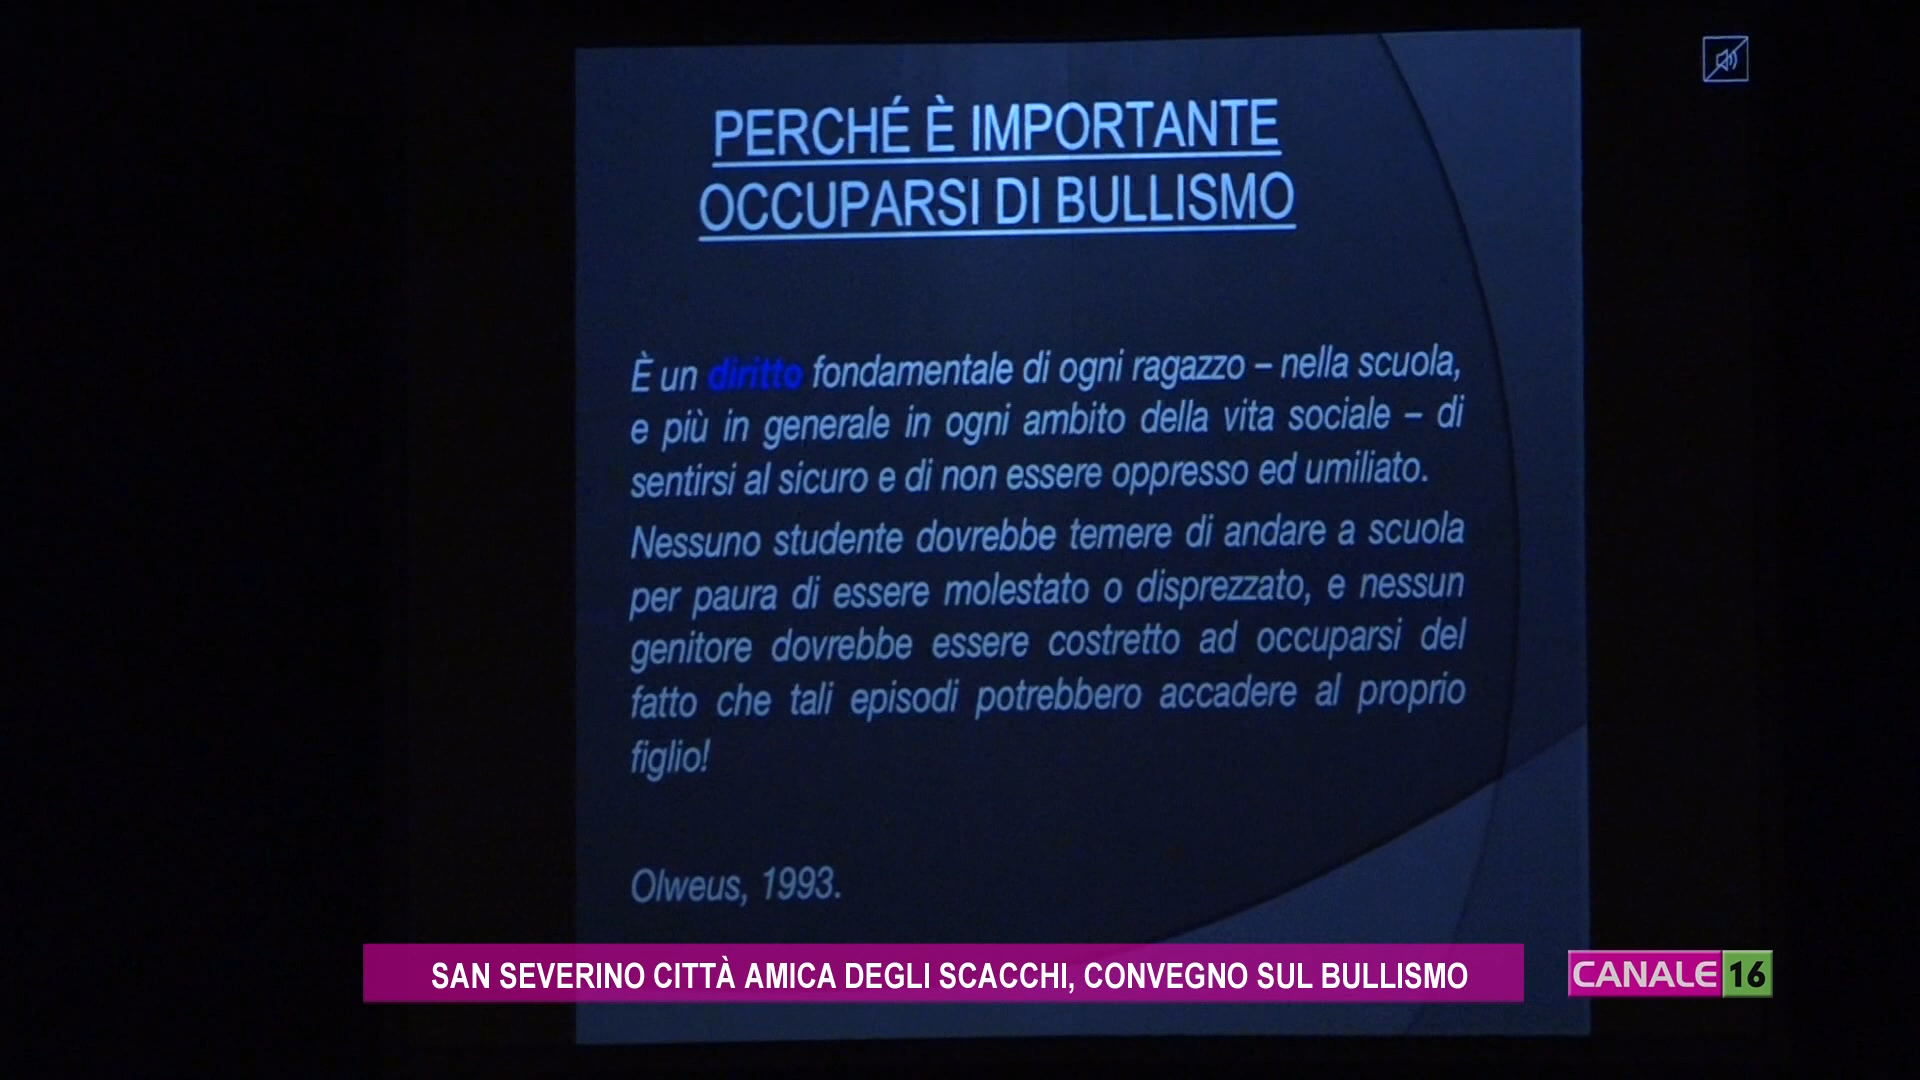 PERCHÉ È IMPORTANTE
OCCUPARSI DI BULLISMO
È un diritto fondamentale di ogni ragazzo – nella scuola,
e più in generale in ogni ambito della vita sociale – di
sentirsi al sicuro e di non essere oppresso ed umiliato.
Nessuno studente dovrebbe temere di andare a scuola
per paura di essere molestato o disprezzato, e nessun
genitore dovrebbe essere costretto ad occuparsi del
fatto che tali episodi potrebbero accadere al proprio
figlio!
Olweus, 1993.
SAN SEVERINO CITTÀ AMICA DEGLI SCACCHI, CONVEGNO SUL BULLISMO
CANALE 16